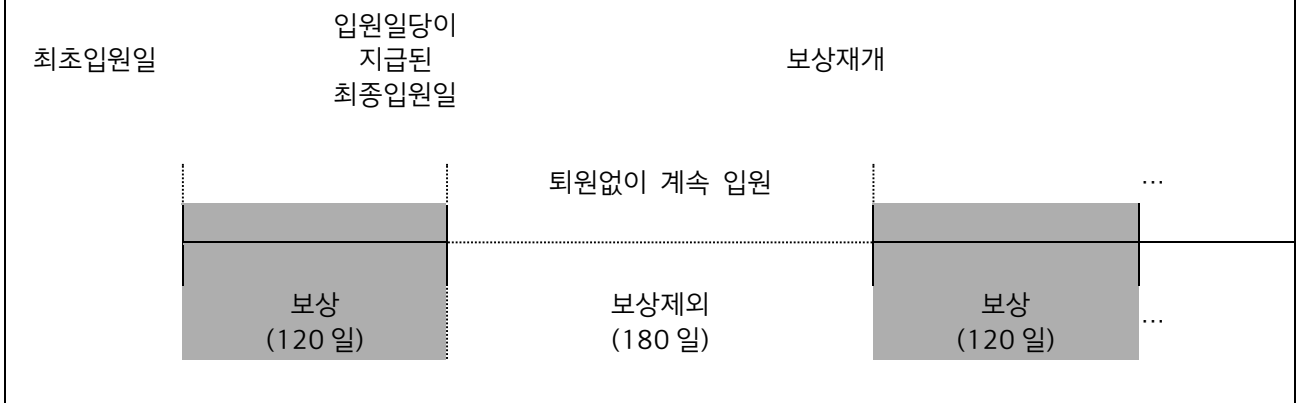 입원일당이
최초입원일 지급된 보상재개
최종입원일
퇴원없이 계속 입원 …
보상 보상제외 보상 …
(120 일) (180 일) (120 일)